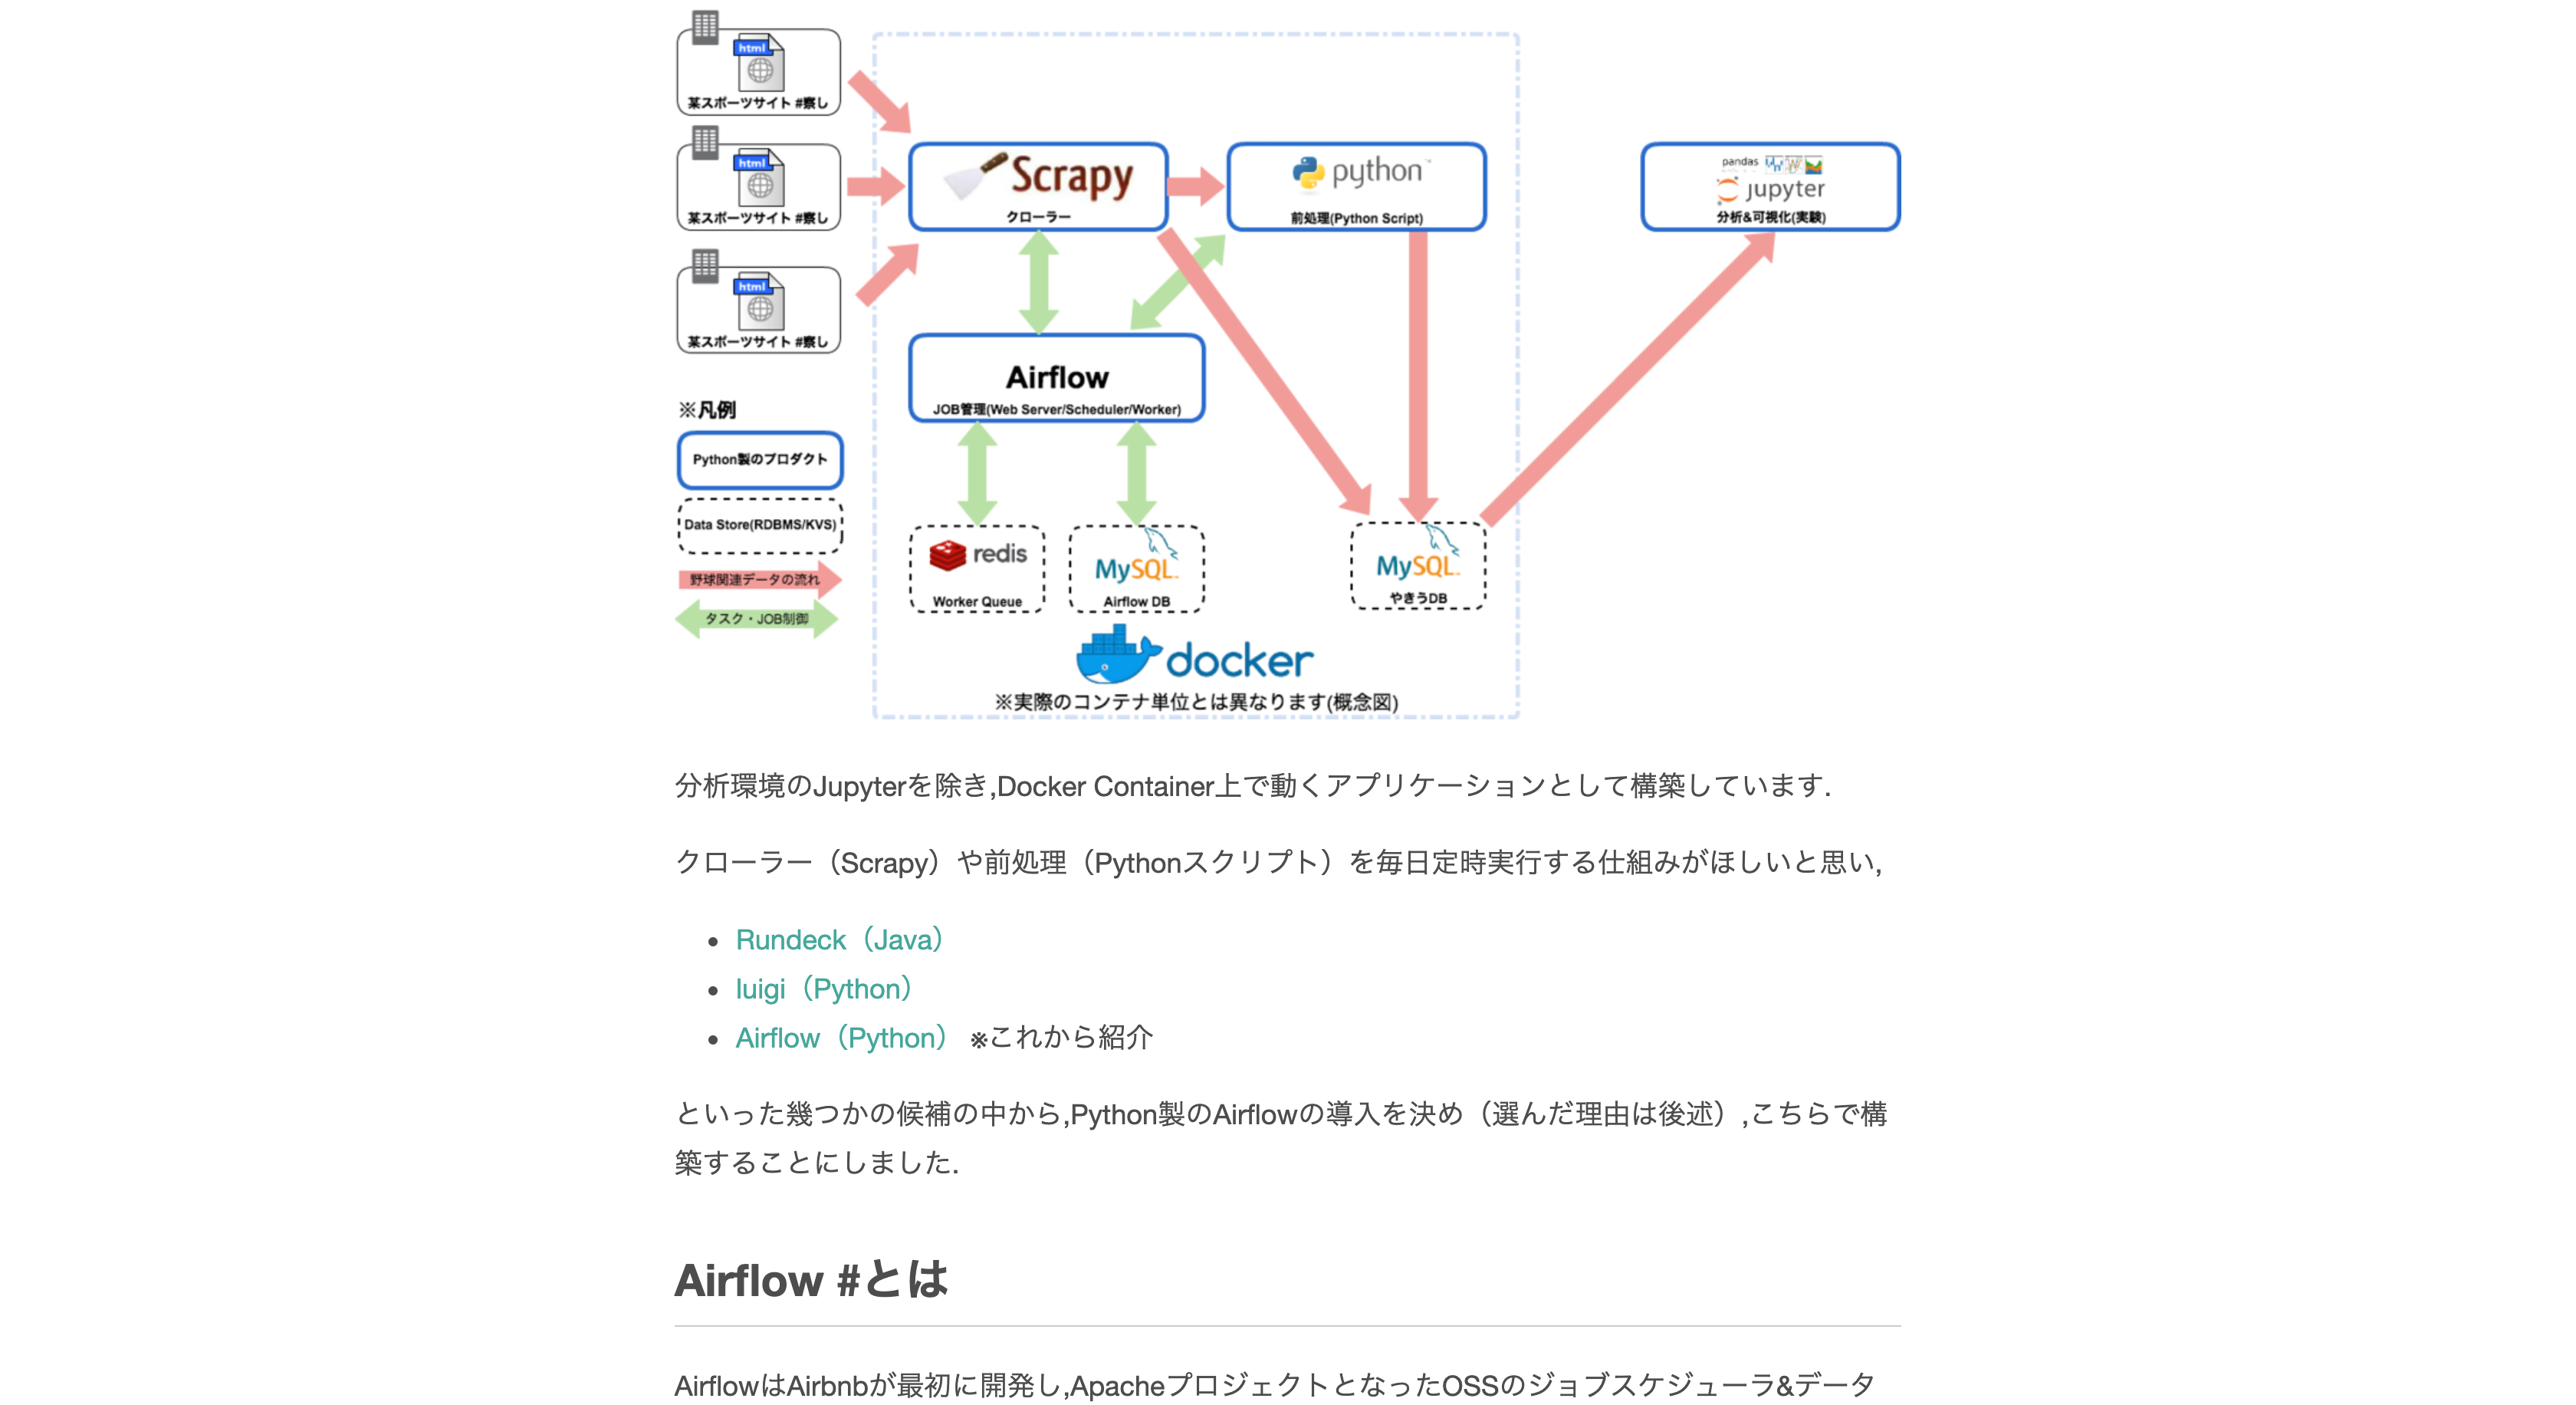 html
某スポーツサイト #察し
html
某スポーツサイト #察し
html
某スポーツサイト #察し
Scrapy
クローラー
python
前処理(Python Script)
pandas
jupyter
分析&可視化(実験)
Airflow
JOB管理(Web Server/Scheduler/Worker)
※凡例
Python製のプロダクト
Data Store(RDBMS/KVS)
野球関連データの流れ
タスク・JOB制御
redis
Worker Queue
MySQL
Airflow DB
MySQL
やきうDB
docker
※実際のコンテナ単位とは異なります(概念図)
分析環境のJupyterを除き,Docker Container上で動くアプリケーションとして構築しています.
クローラー（Scrapy）や前処理（Pythonスクリプト）を毎日定時実行する仕組みがほしいと思い,
• Rundeck（Java）
• luigi（Python）
• Airflow（Python） ※これから紹介
といった幾つかの候補の中から,Python製のAirflowの導入を決め（選んだ理由は後述）,こちらで構
築することにしました.
Airflow #とは
AirflowはAirbnbが最初に開発し,ApacheプロジェクトとなったOSSのジョブスケジューラ&データ